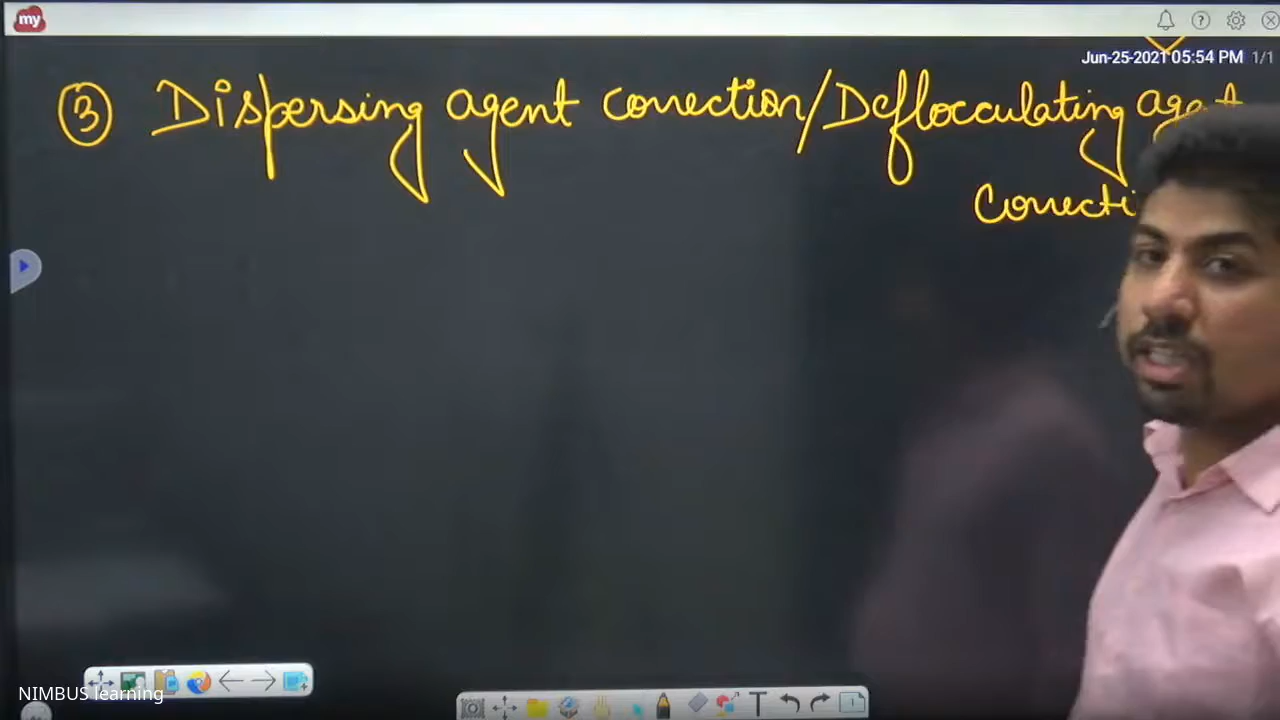 my
Jun-25-2021 05:54 PM 1/1
③ Dispersing agent correction/Deflocculating agent
Correcti
NIMBUS learning